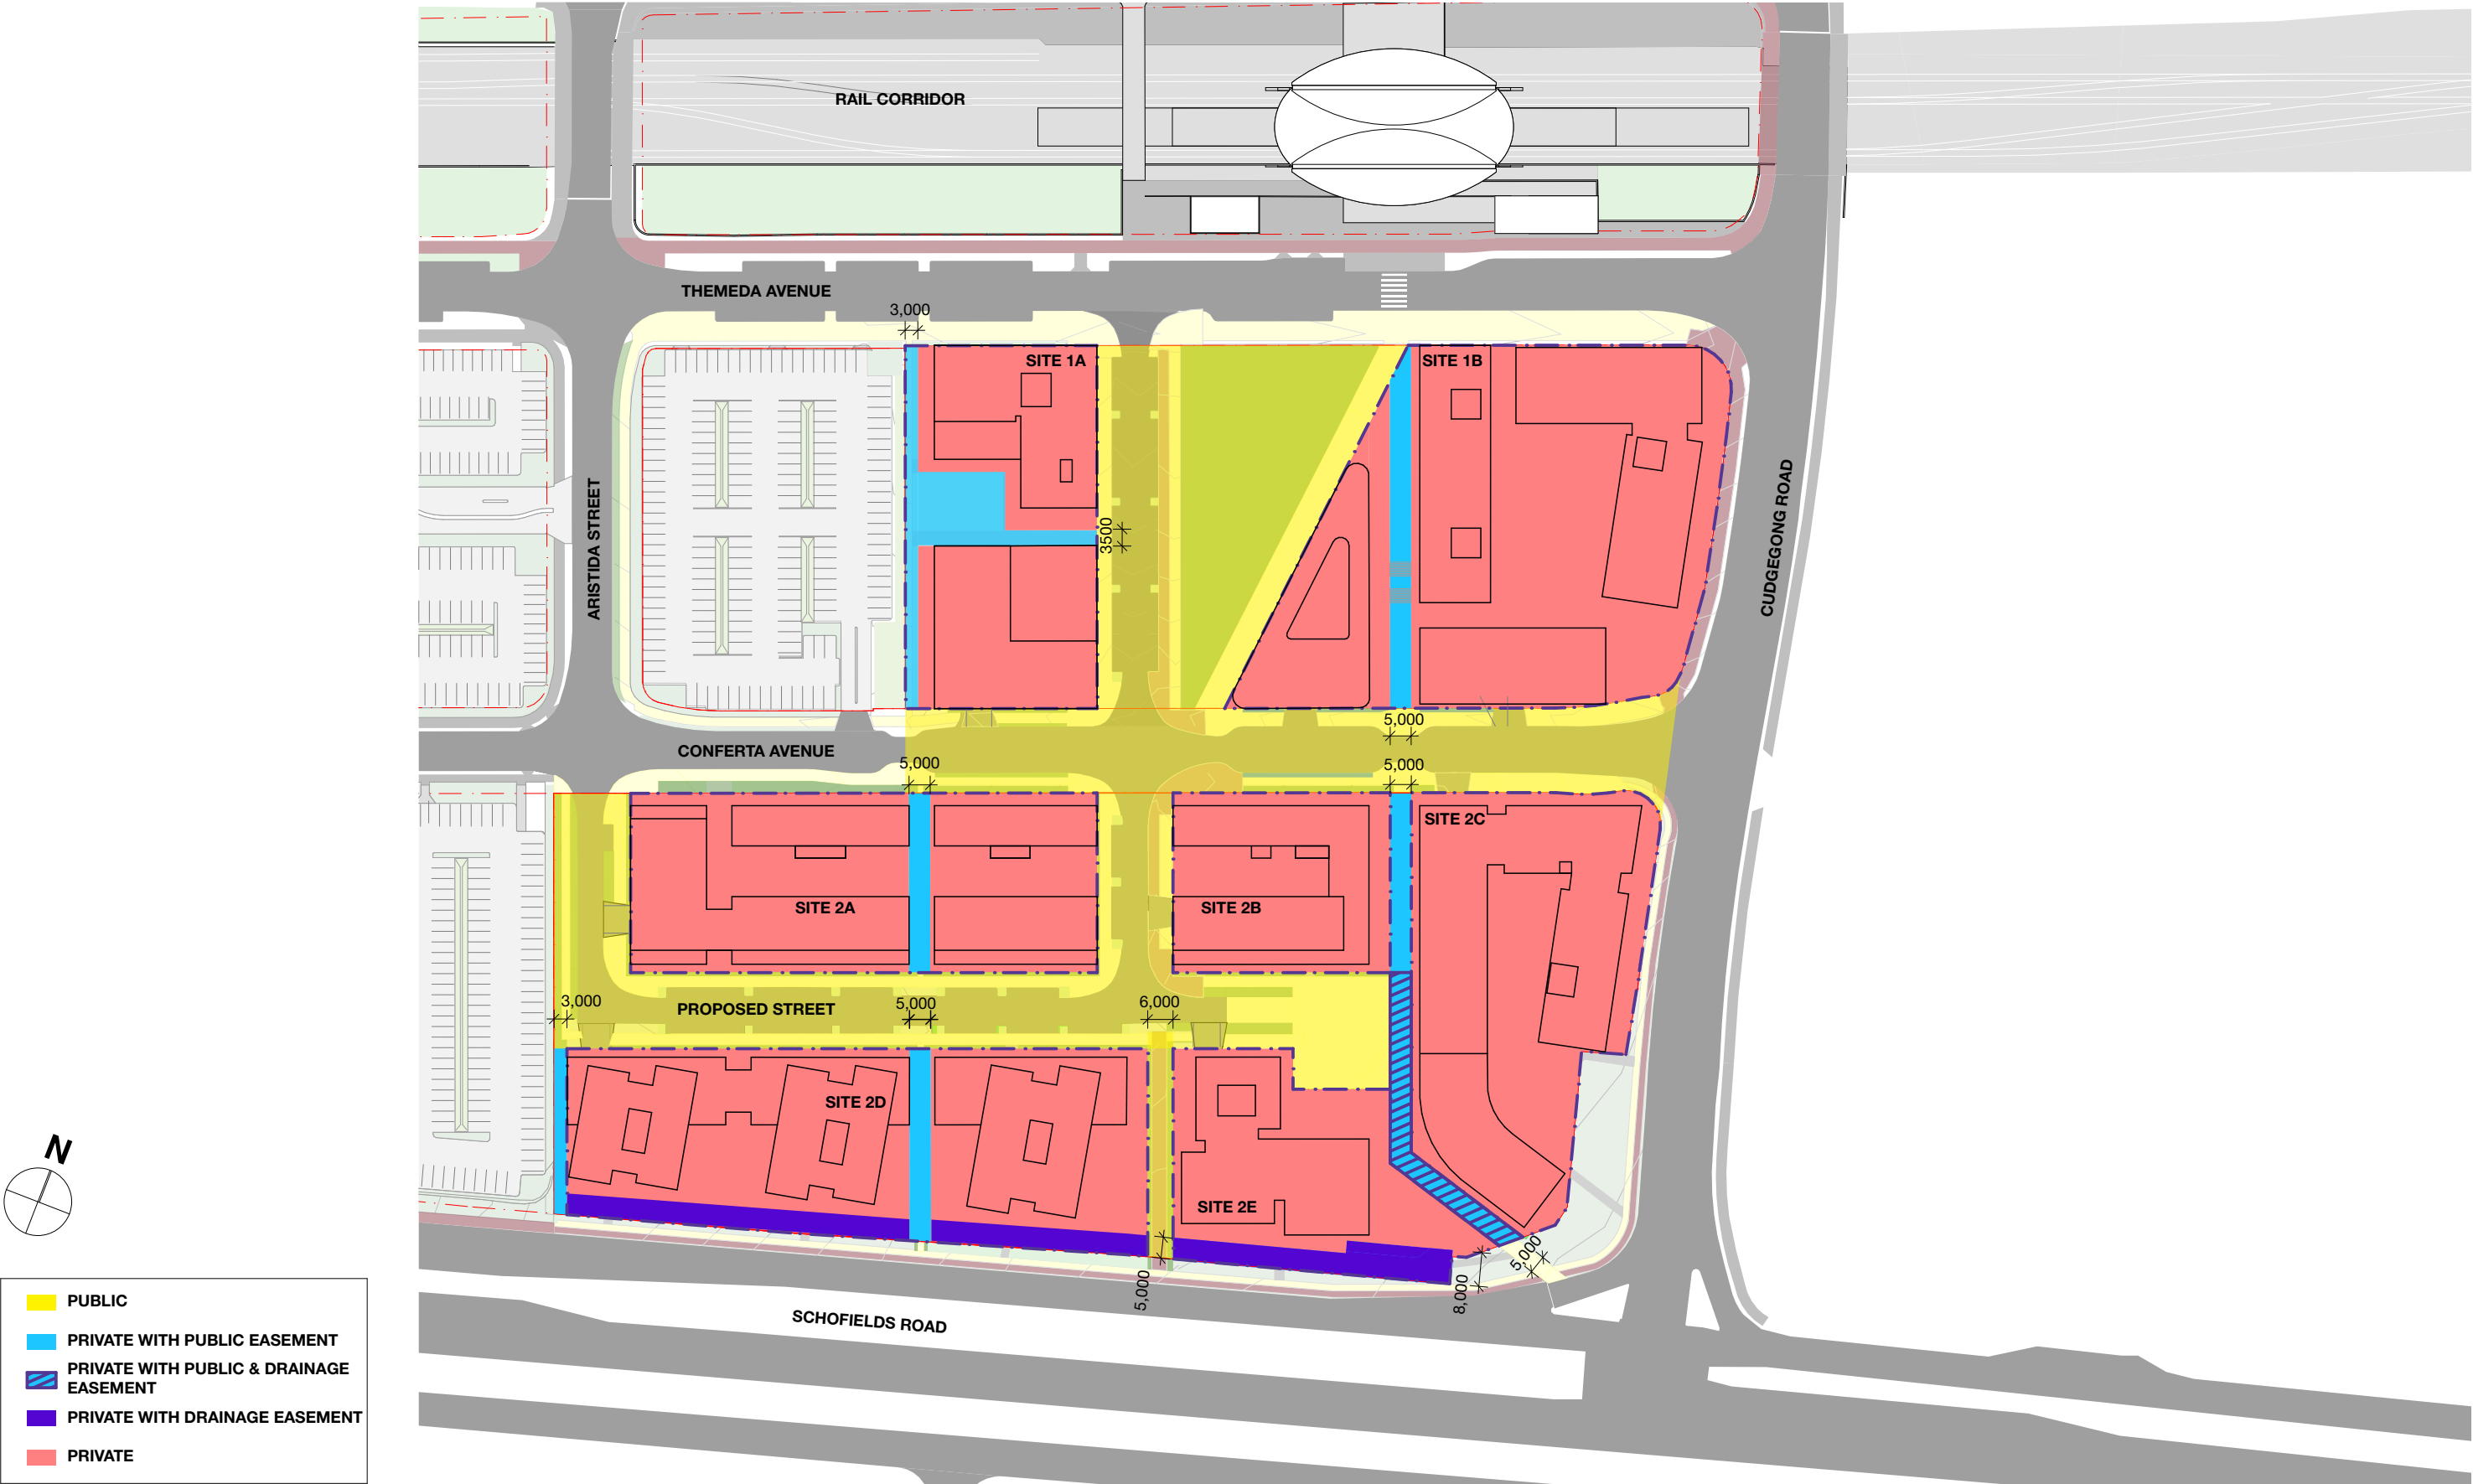 RAIL CORRIDOR
THEMEDA AVENUE
3,000
SITE 1A
SITE 1B
ARISTIDA STREET
3500
CUDGEGONG ROAD
5,000
CONFERTA AVENUE
5,000
5,000
SITE 2C
SITE 2A
SITE 2B
3,000
PROPOSED STREET
5,000
6,000
SITE 2D
N
SITE 2E
5,000
8,000
5,000
SCHOFIELDS ROAD
PUBLIC
PRIVATE WITH PUBLIC EASEMENT
PRIVATE WITH PUBLIC & DRAINAGE
EASEMENT
PRIVATE WITH DRAINAGE EASEMENT
PRIVATE